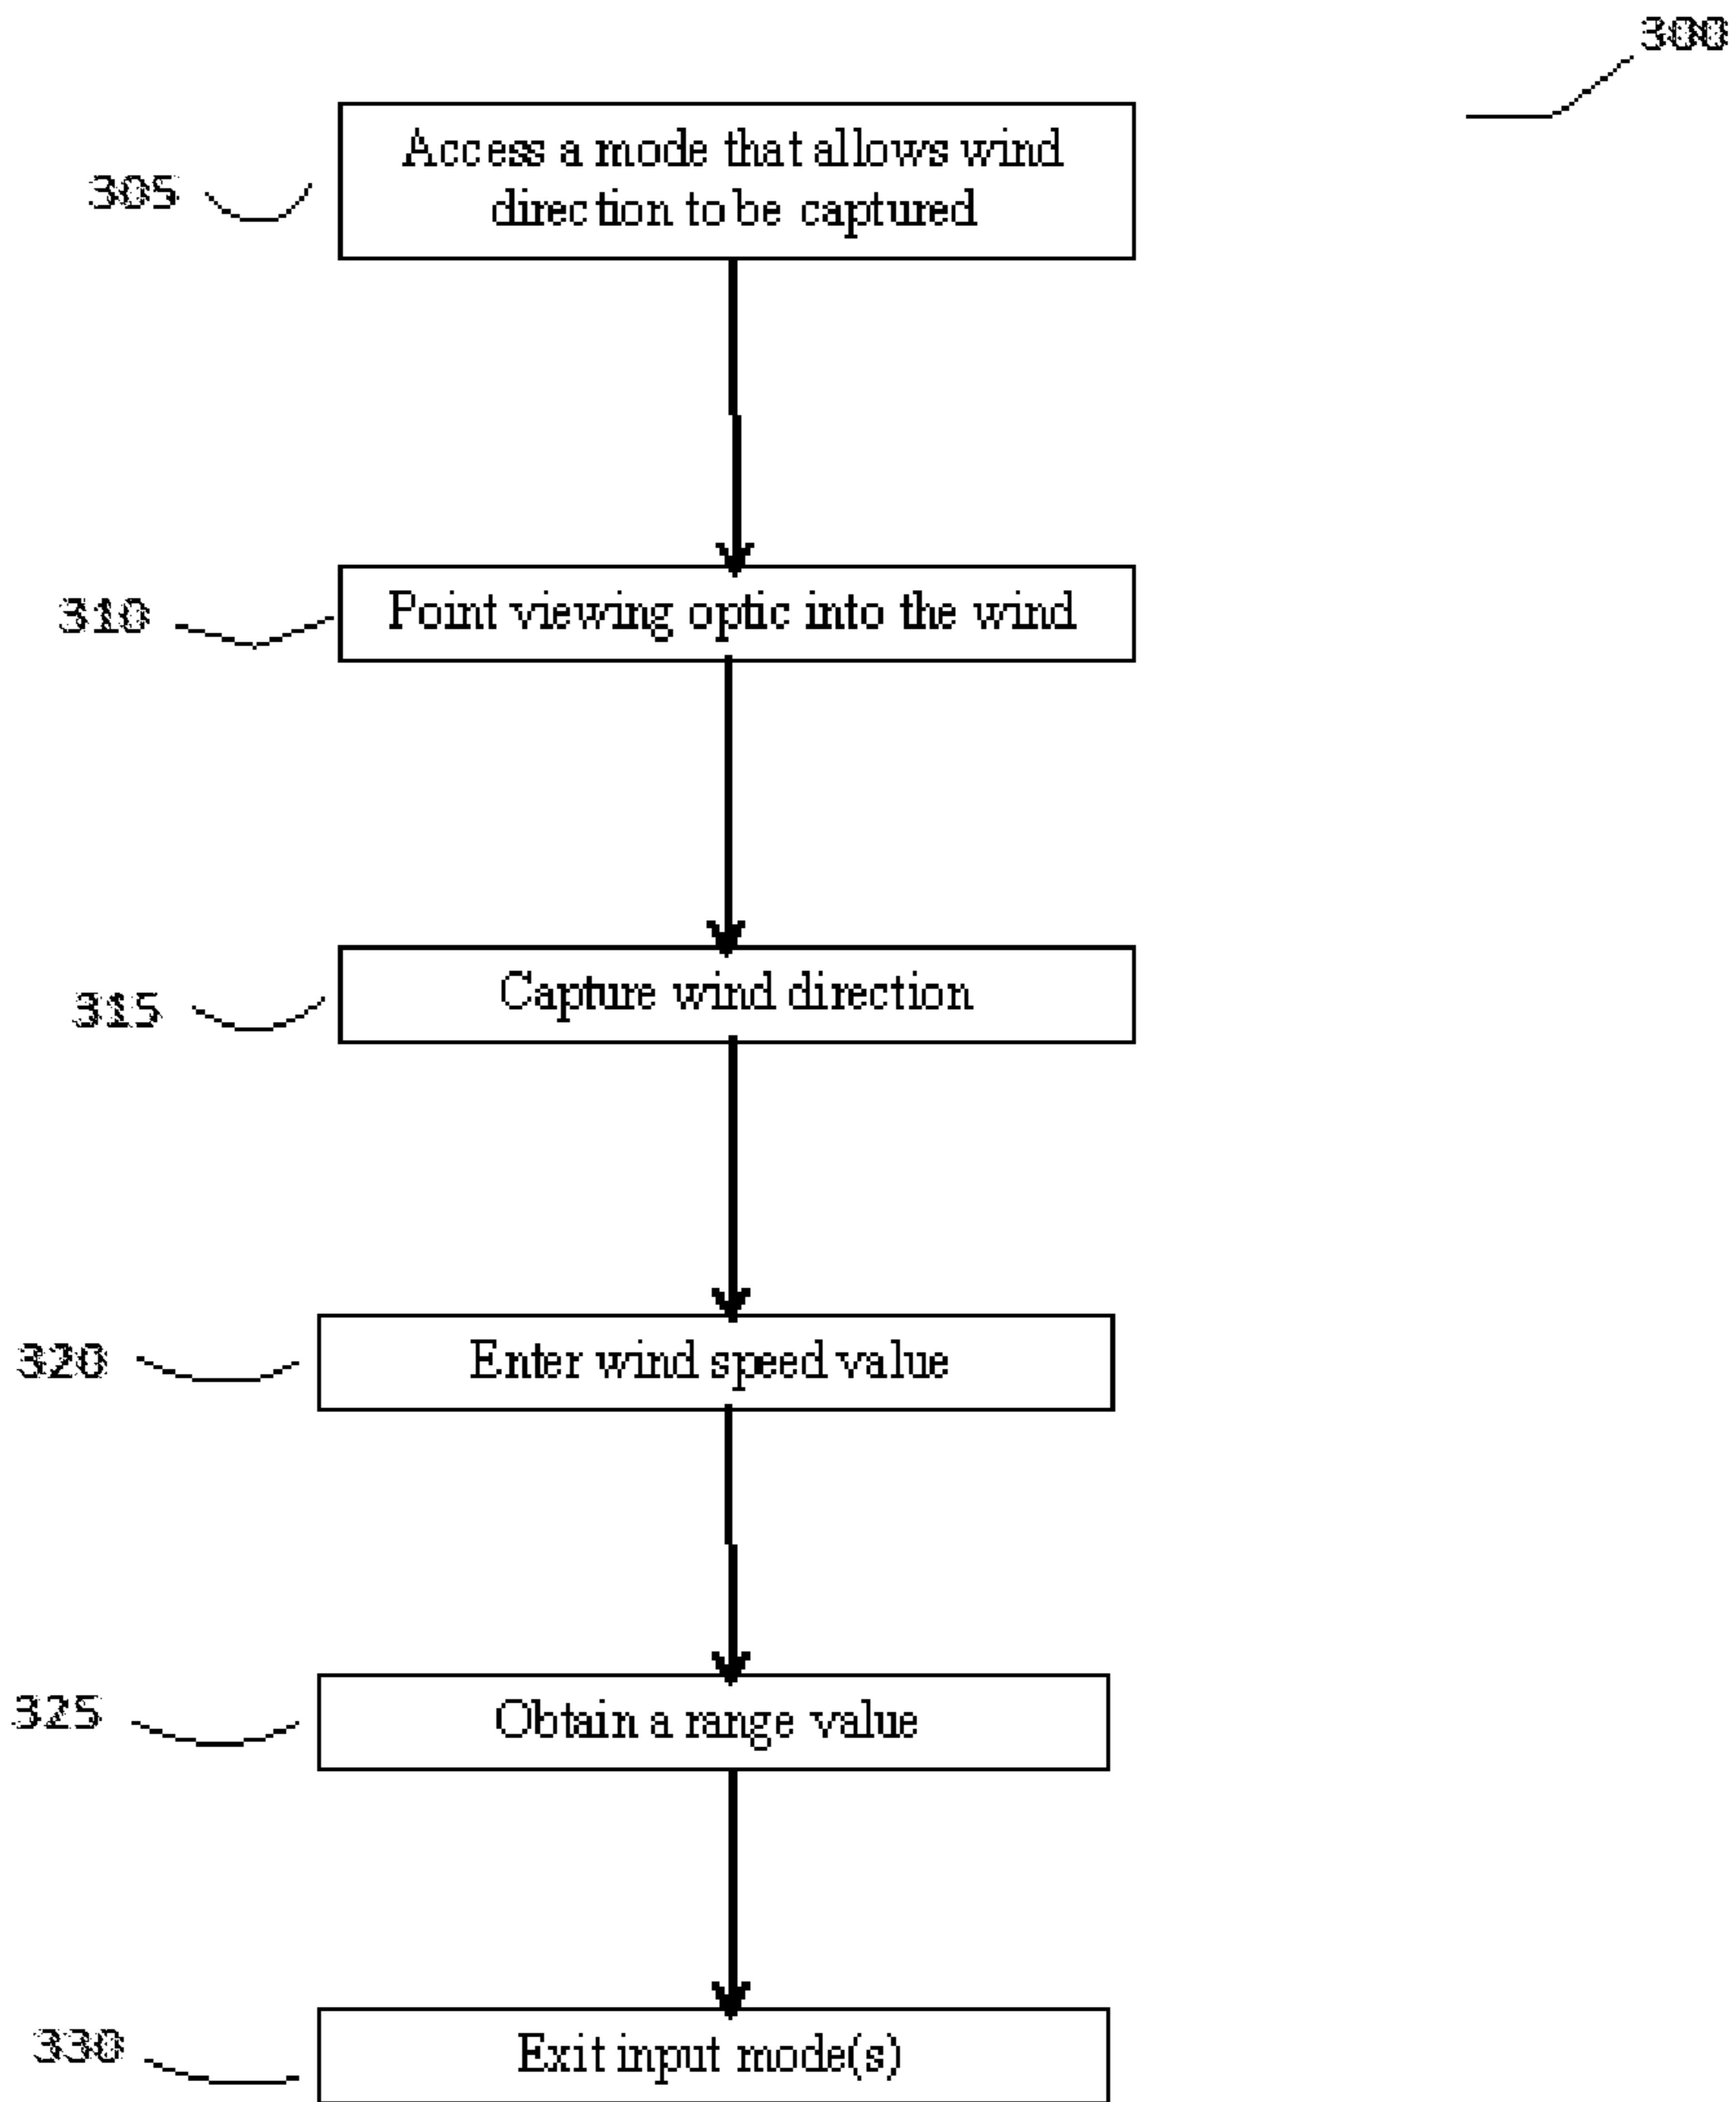 300
305
Access a mode that allows wind
direction to be captured
310
Point viewing optic into the wind
315
Capture wind direction
320
Enter wind speed value
325
Obtain a range value
330
Exit input mode(s)